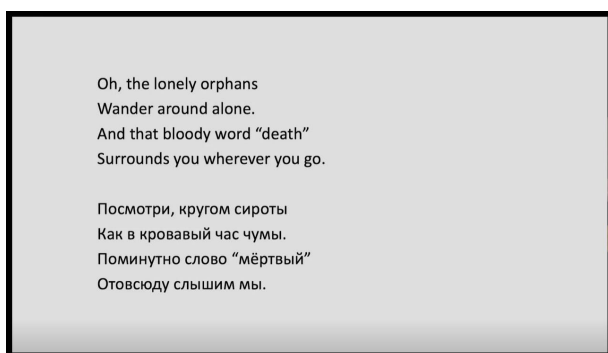 Oh, the lonely orphans
Wander around alone.
And that bloody word “death”
Surrounds you wherever you go.
Посмотри, кругом сироты
Как в кровавый час чумы.
Поминутно слово “мёртвый”
Отовсюду слышим мы.